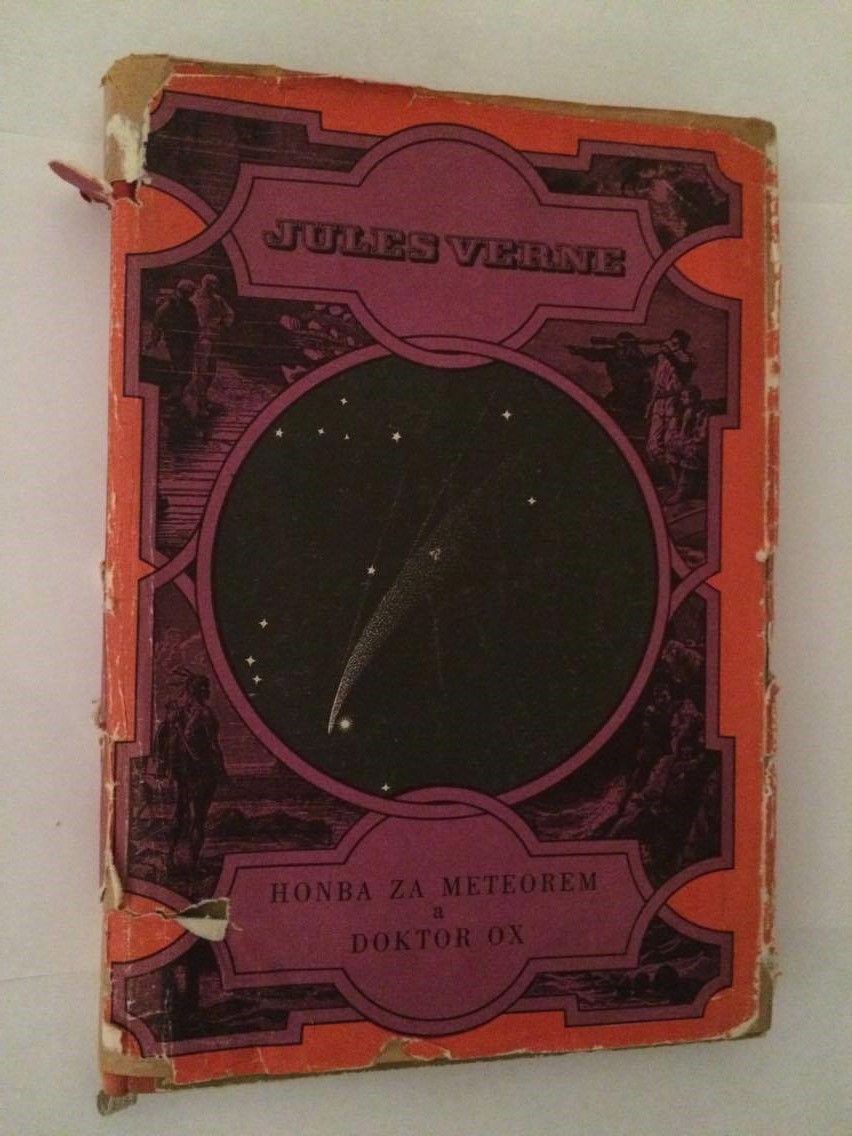 JULES VERNE
HONBA ZA METEOREM
a
DOKTOR OX